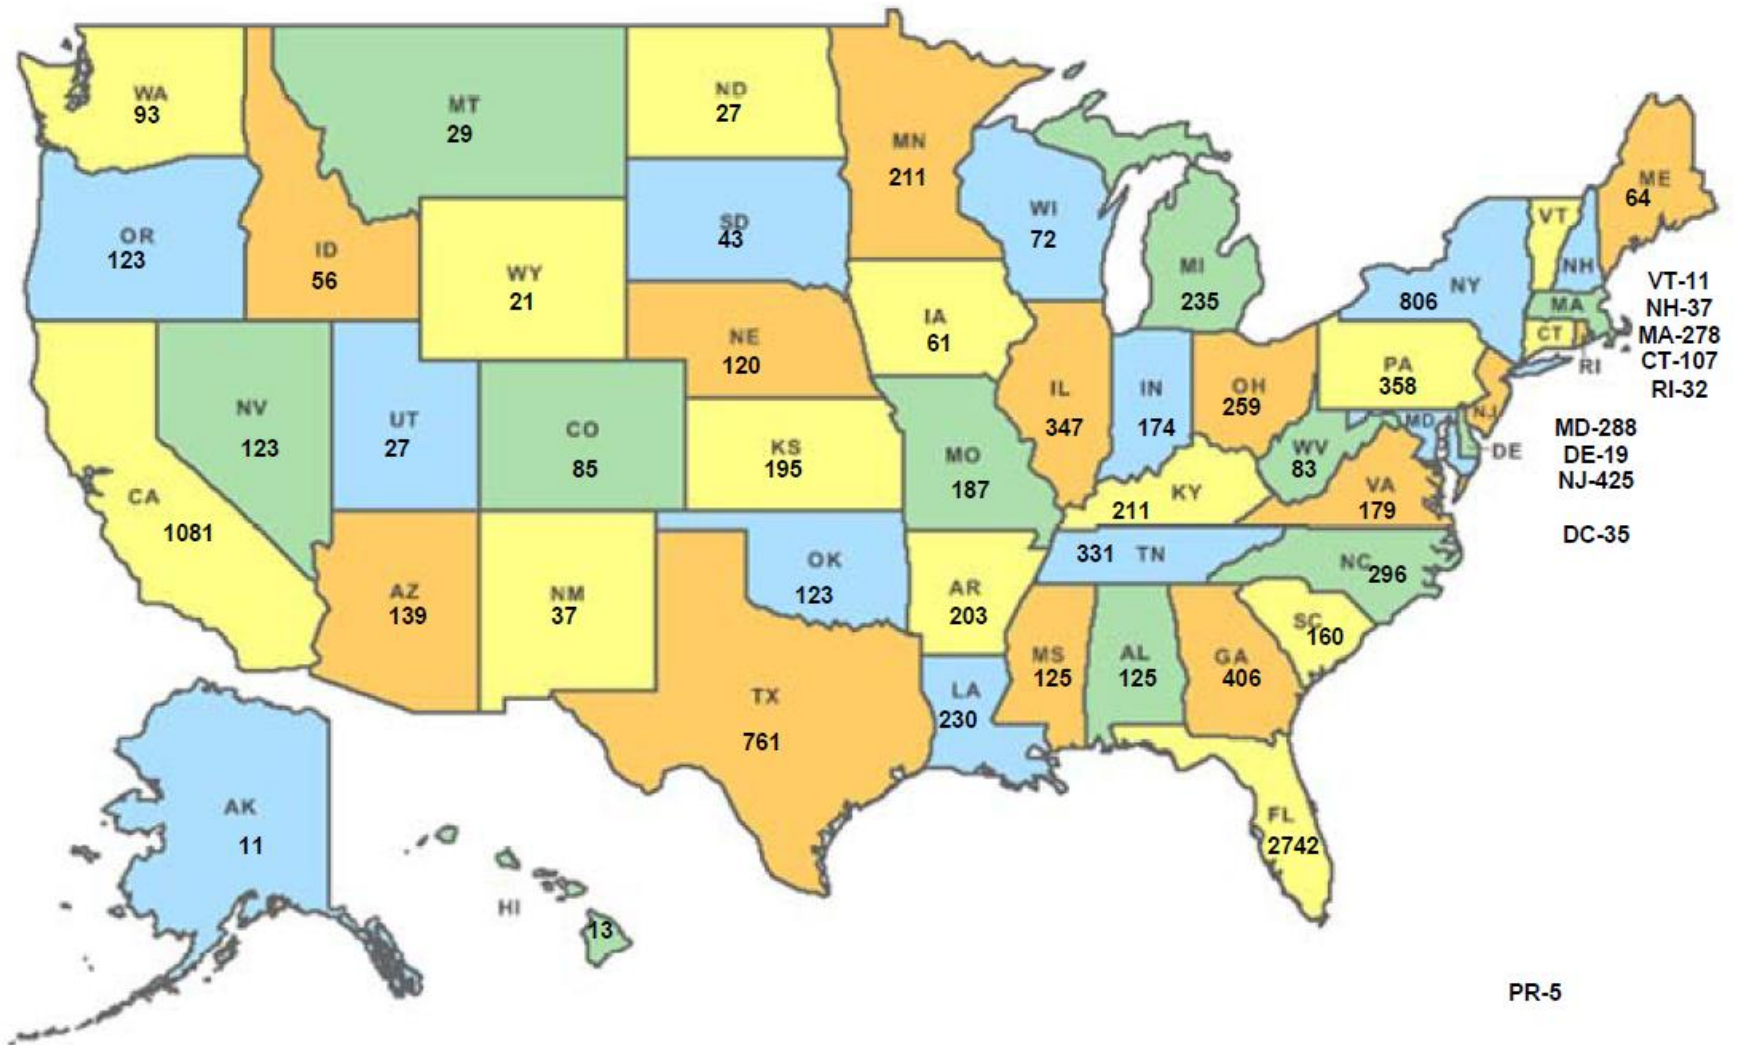 WA
93
MT
29
ND
27
MN
211
OR
123
ID
56
WY
21
SD
43
WI
72
MI
235
ME
64
VT
NH
NY
806
MA
CT
RI
VT-11
NH-37
MA-278
CT-107
RI-32
NE
120
IA
61
PA
358
NJ
NV
123
UT
27
CO
85
KS
195
MO
187
IL
347
IN
174
OH
259
WV
83
MD
DE
MD-288
DE-19
NJ-425
DC-35
CA
1081
KY
211
VA
179
AZ
139
NM
37
OK
123
AR
203
331 TN
NC
296
SC
160
MS
125
AL
125
GA
406
TX
761
LA
230
FL
2742
AK
11
HI
13
PR-5